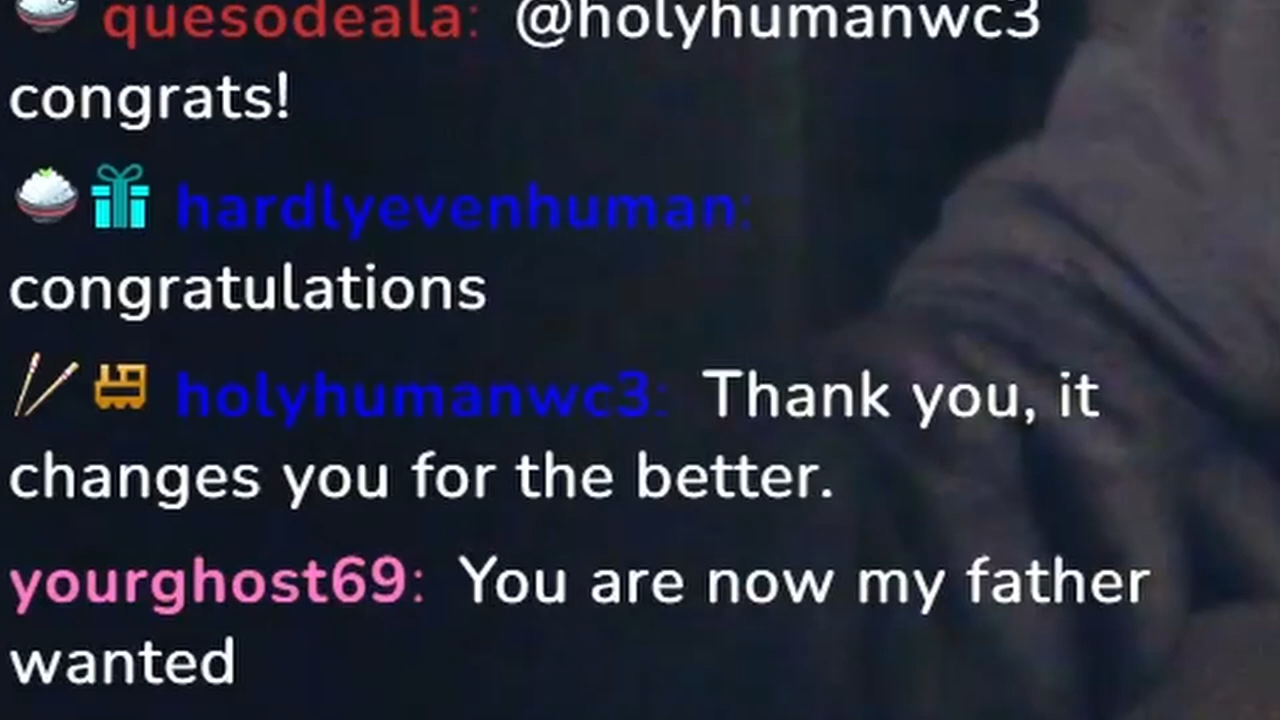 quesodeala: @holyhumanwc3
congrats!
hardlyevenhuman:
congratulations
holyhumanwc3: Thank you, it
changes you for the better.
yourghost69: You are now my father
wanted